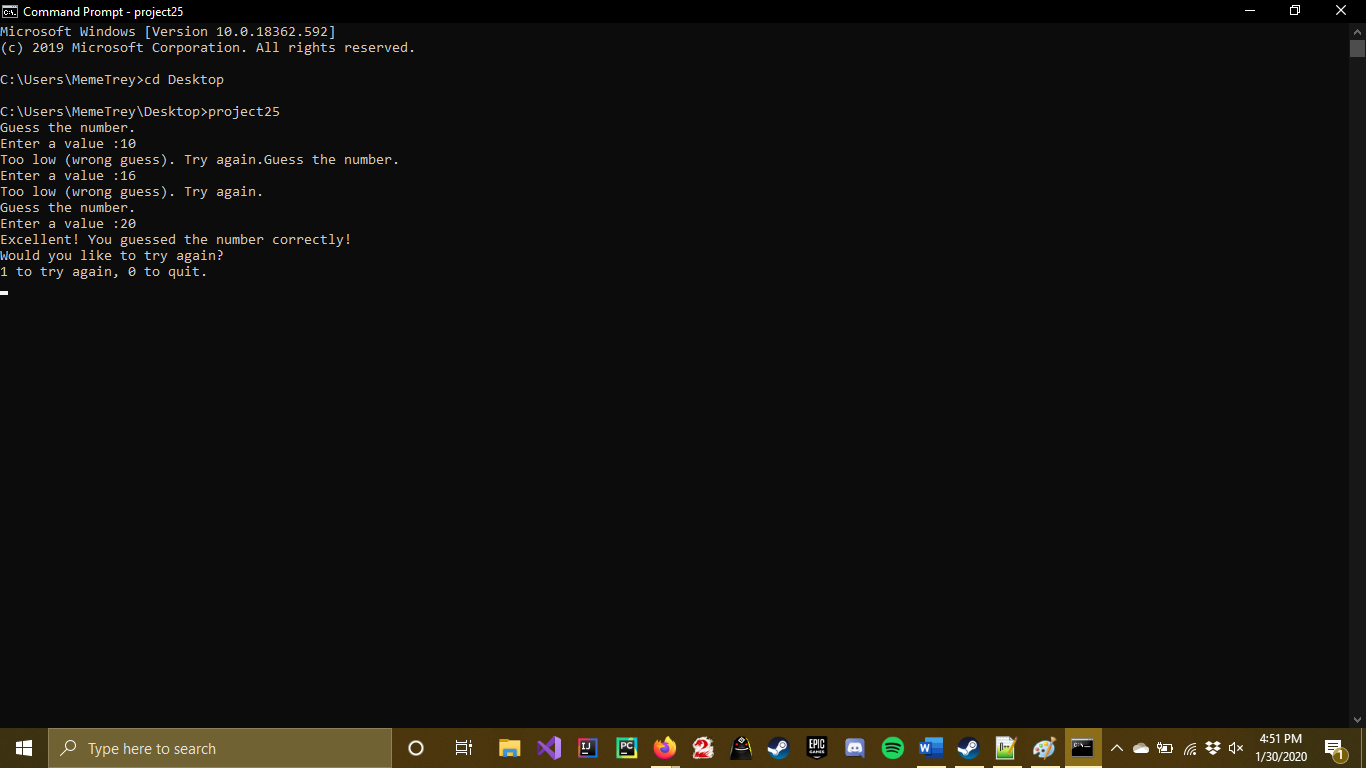 Command Prompt - project25
Microsoft Windows [Version 10.0.18362.592]
(c) 2019 Microsoft Corporation. All rights reserved.
C:\Users\MemeTrey>cd Desktop
C:\Users\MemeTrey\Desktop>project25
Guess the number.
Enter a value :10
Too low (wrong guess). Try again.Guess the number.
Enter a value :16
Too low (wrong guess). Try again.
Guess the number.
Enter a value :20
Excellent! You guessed the number correctly!
Would you like to try again?
1 to try again, 0 to quit.
Type here to search
IJ
PC
EPIC
GAMES
W
4:51 PM
1/30/2020
1